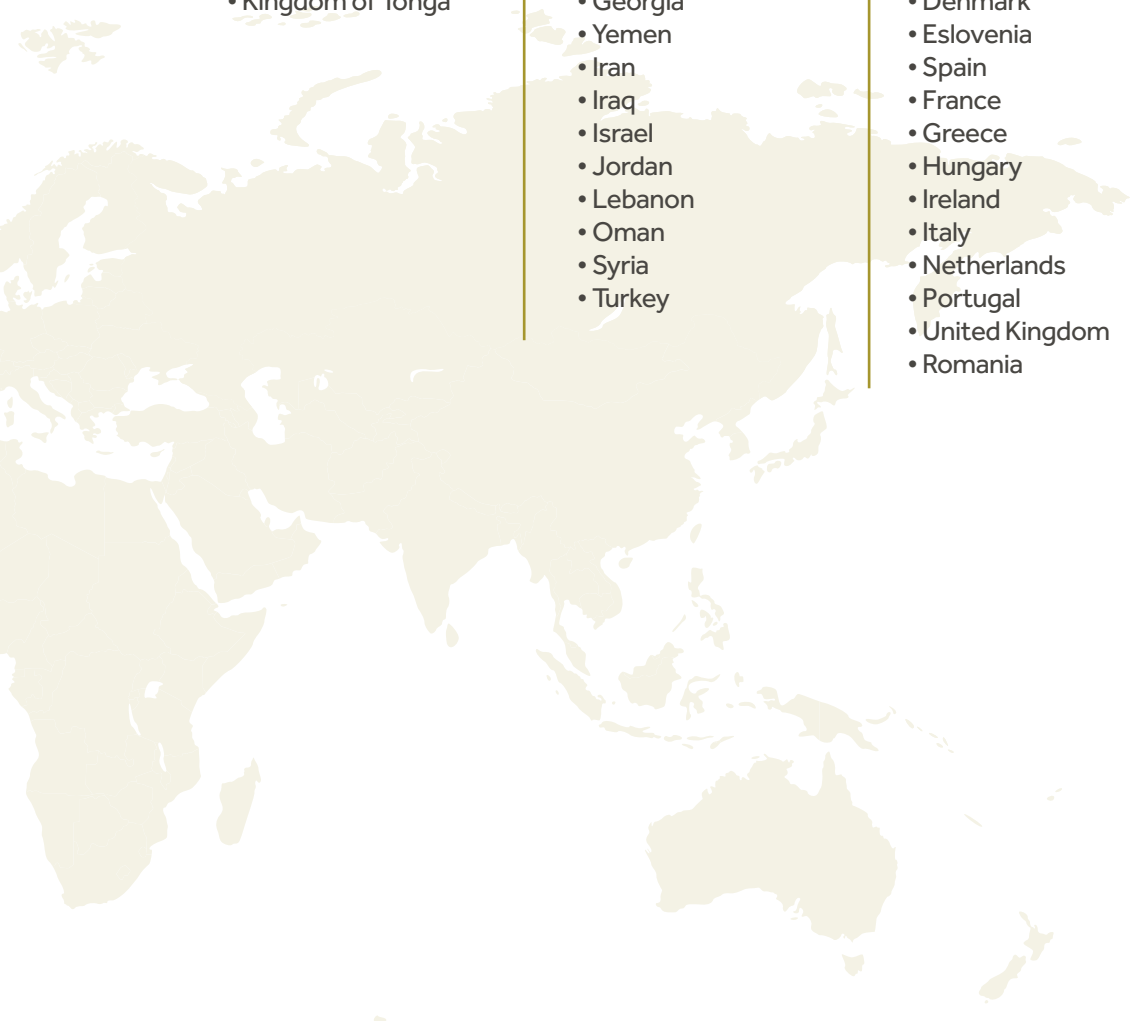 • Kingdom of Tonga
• Georgia
• Yemen
• Iran
• Iraq
• Israel
• Jordan
• Lebanon
• Oman
• Syria
• Turkey
• Denmark
• Eslovenia
• Spain
• France
• Greece
• Hungary
• Ireland
• Italy
• Netherlands
• Portugal
• United Kingdom
• Romania